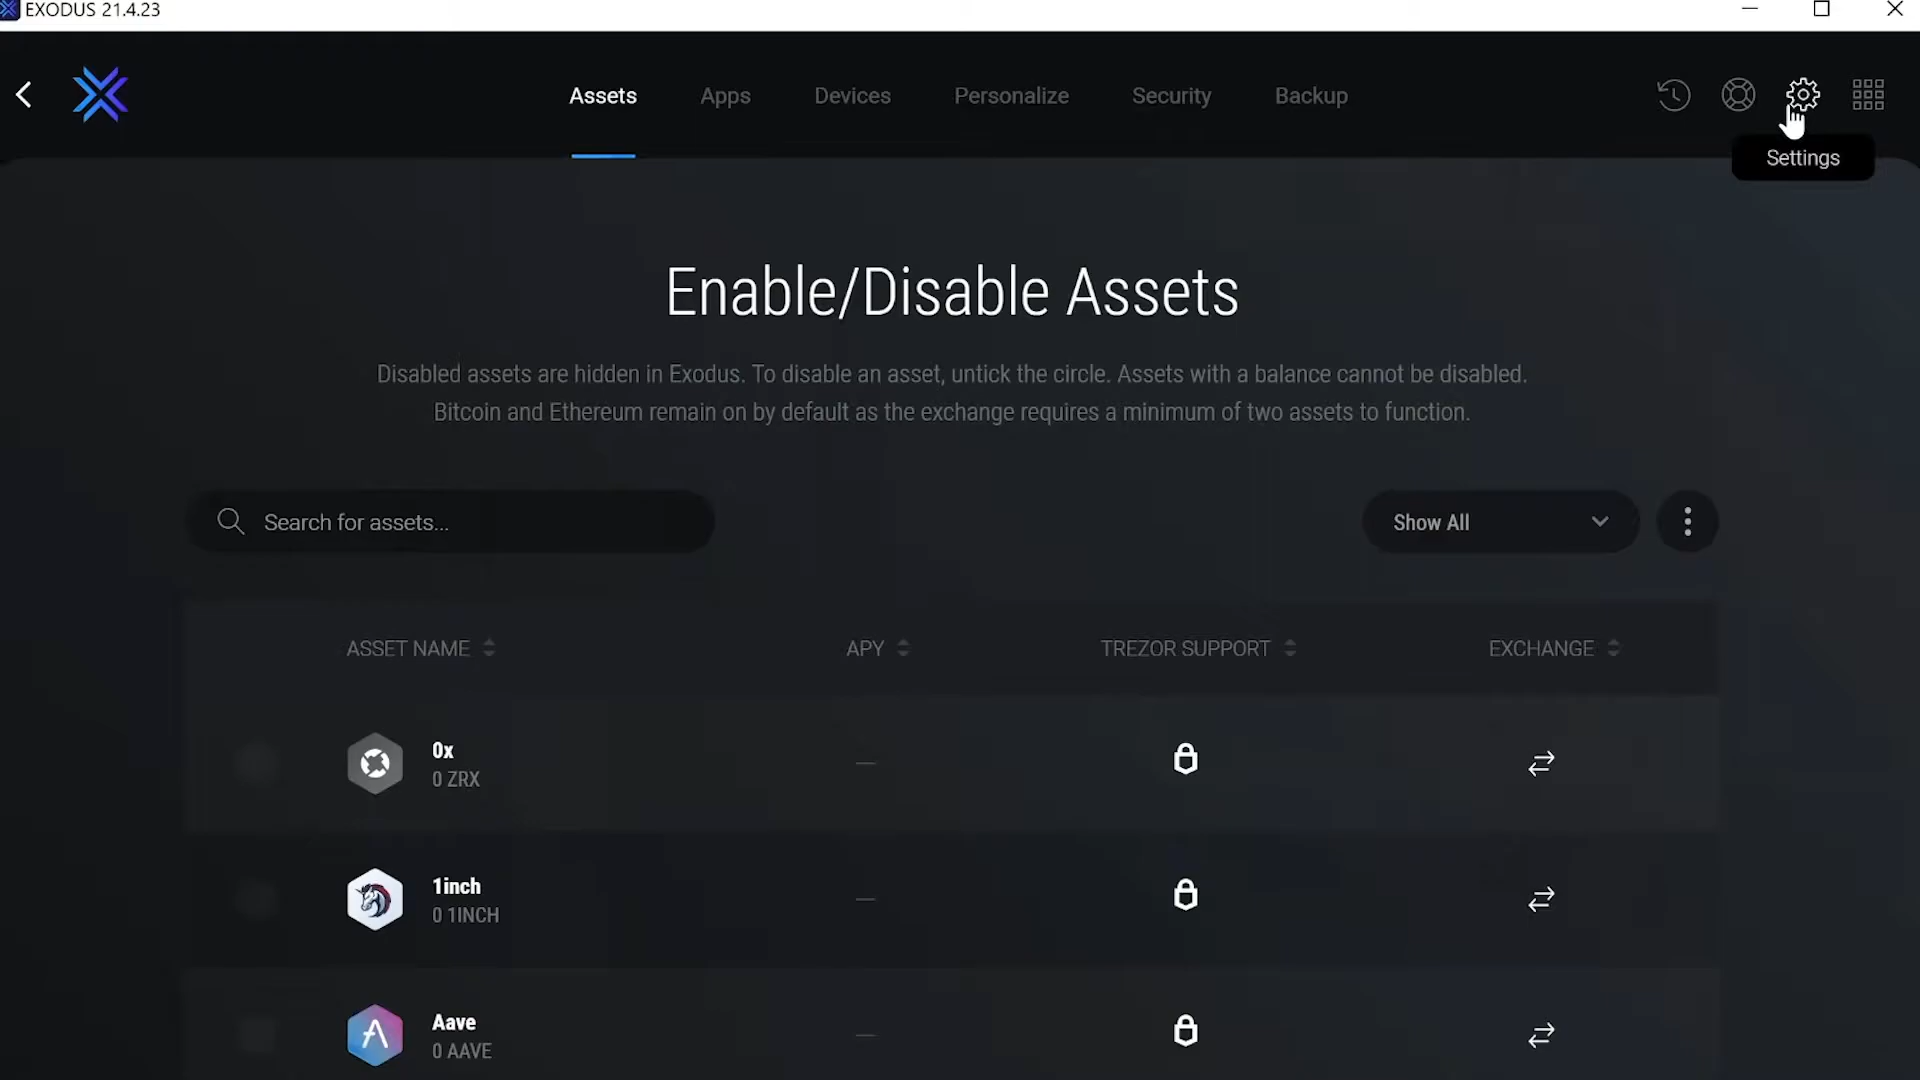 EXODUS 21.4.23
Assets Apps Devices Personalize Security Backup
Settings
Enable/Disable Assets
Disabled assets are hidden in Exodus. To disable an asset, untick the circle. Assets with a balance cannot be disabled.
Bitcoin and Ethereum remain on by default as the exchange requires a minimum of two assets to function.
Search for assets... Show All
ASSET NAME APY TREZOR SUPPORT EXCHANGE
0x
0 ZRX
—
1inch
0 1INCH
—
Aave
0 AAVE
—